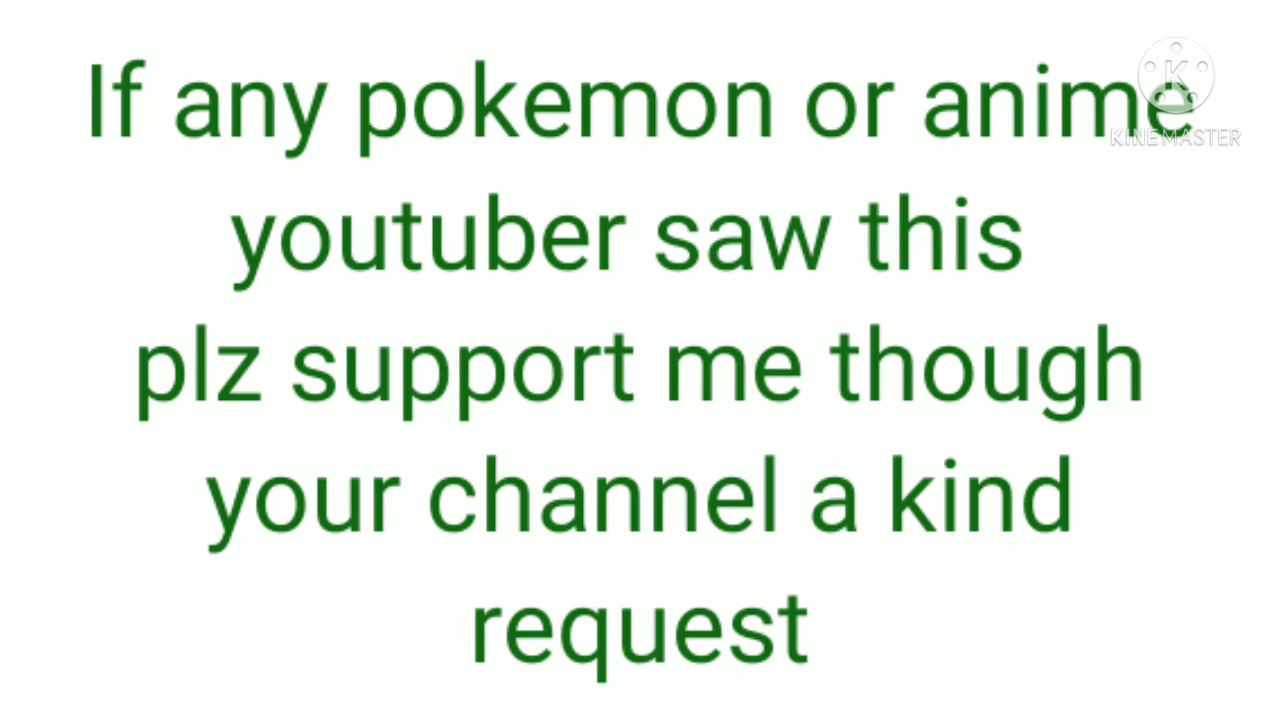 If any pokemon or anime
KINEMASTER
youtuber saw this
plz support me though
your channel a kind
request